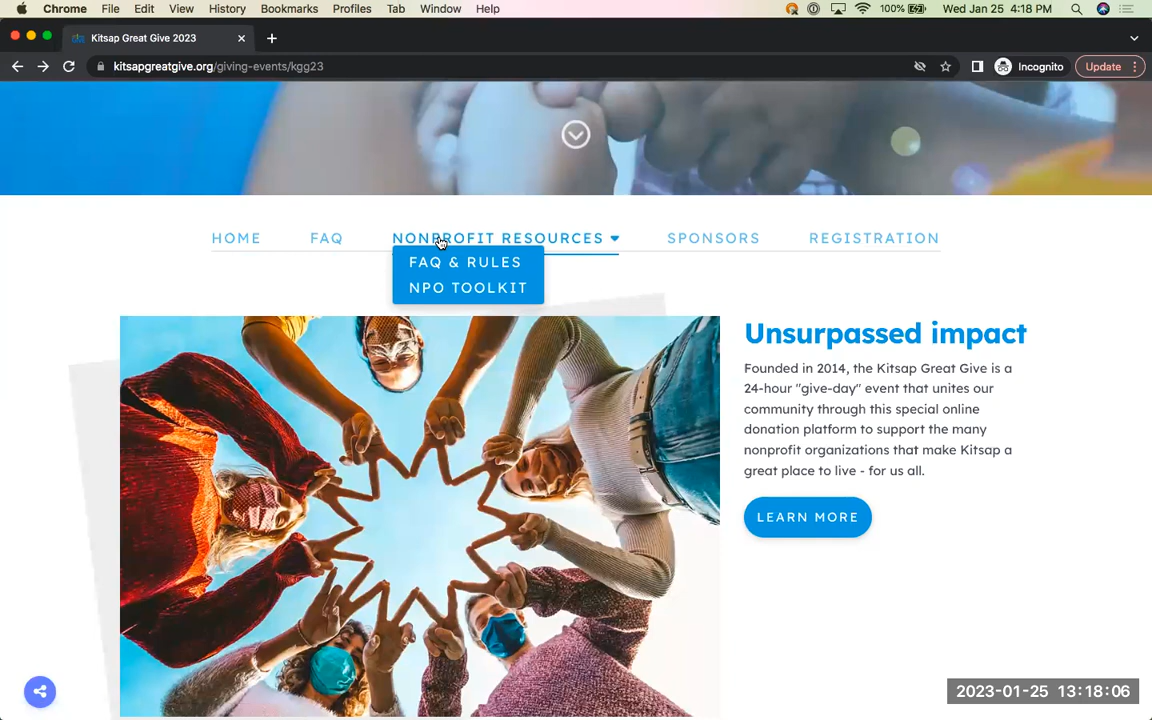 Chrome File Edit View History Bookmarks Profiles Tab Window Help 100% Wed Jan 25 4:18 PM
Kitsap Great Give 2023
kitsapgreatgive.org/giving-events/kgg23 Incognito Update
HOME FAQ NONPROFIT RESOURCES SPONSORS REGISTRATION
FAQ & RULES
NPO TOOLKIT
Unsurpassed impact
Founded in 2014, the Kitsap Great Give is a
24-hour "give-day" event that unites our
community through this special online
donation platform to support the many
nonprofit organizations that make Kitsap a
great place to live - for us all.
LEARN MORE
2023-01-25 13:18:06